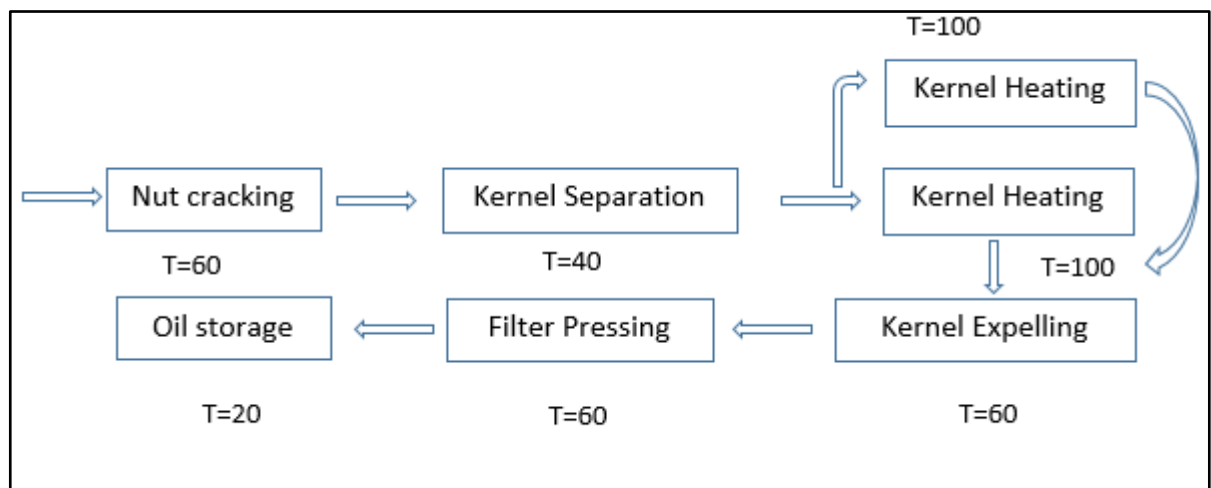 T=100
Kernel Heating
Nut cracking
Kernel Separation
Kernel Heating
T=60
T=40
T=100
Oil storage
Filter Pressing
Kernel Expelling
T=20
T=60
T=60